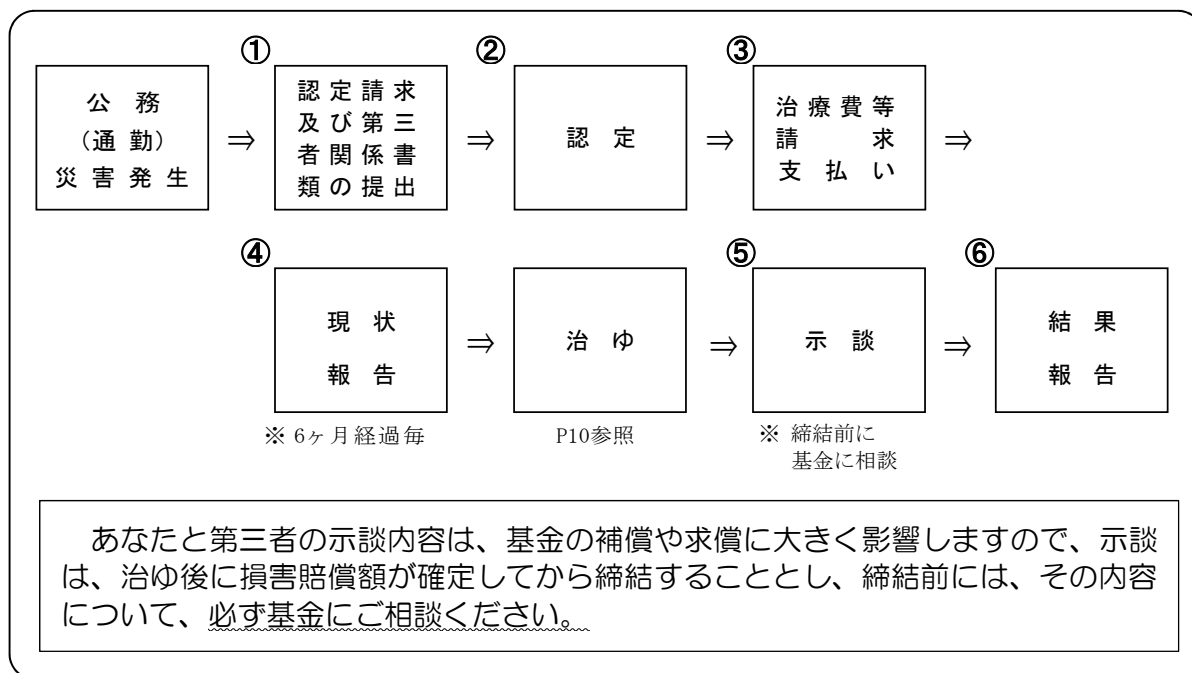 公務
（通勤）
災害発生
⇒
①
認定請求
及び第三
者関係書
類の提出
⇒
②
認定
⇒
③
治療費等
請求
支払い
⇒
④
現状
報告
※ 6ヶ月経過毎
⇒
治ゆ
P10参照
⇒
⑤
示談
※ 締結前に
基金に相談
⇒
⑥
結果
報告
あなたと第三者の示談内容は、基金の補償や求償に大きく影響しますので、示談
は、治ゆ後に損害賠償額が確定してから締結することとし、締結前には、その内容
について、必ず基金にご相談ください。